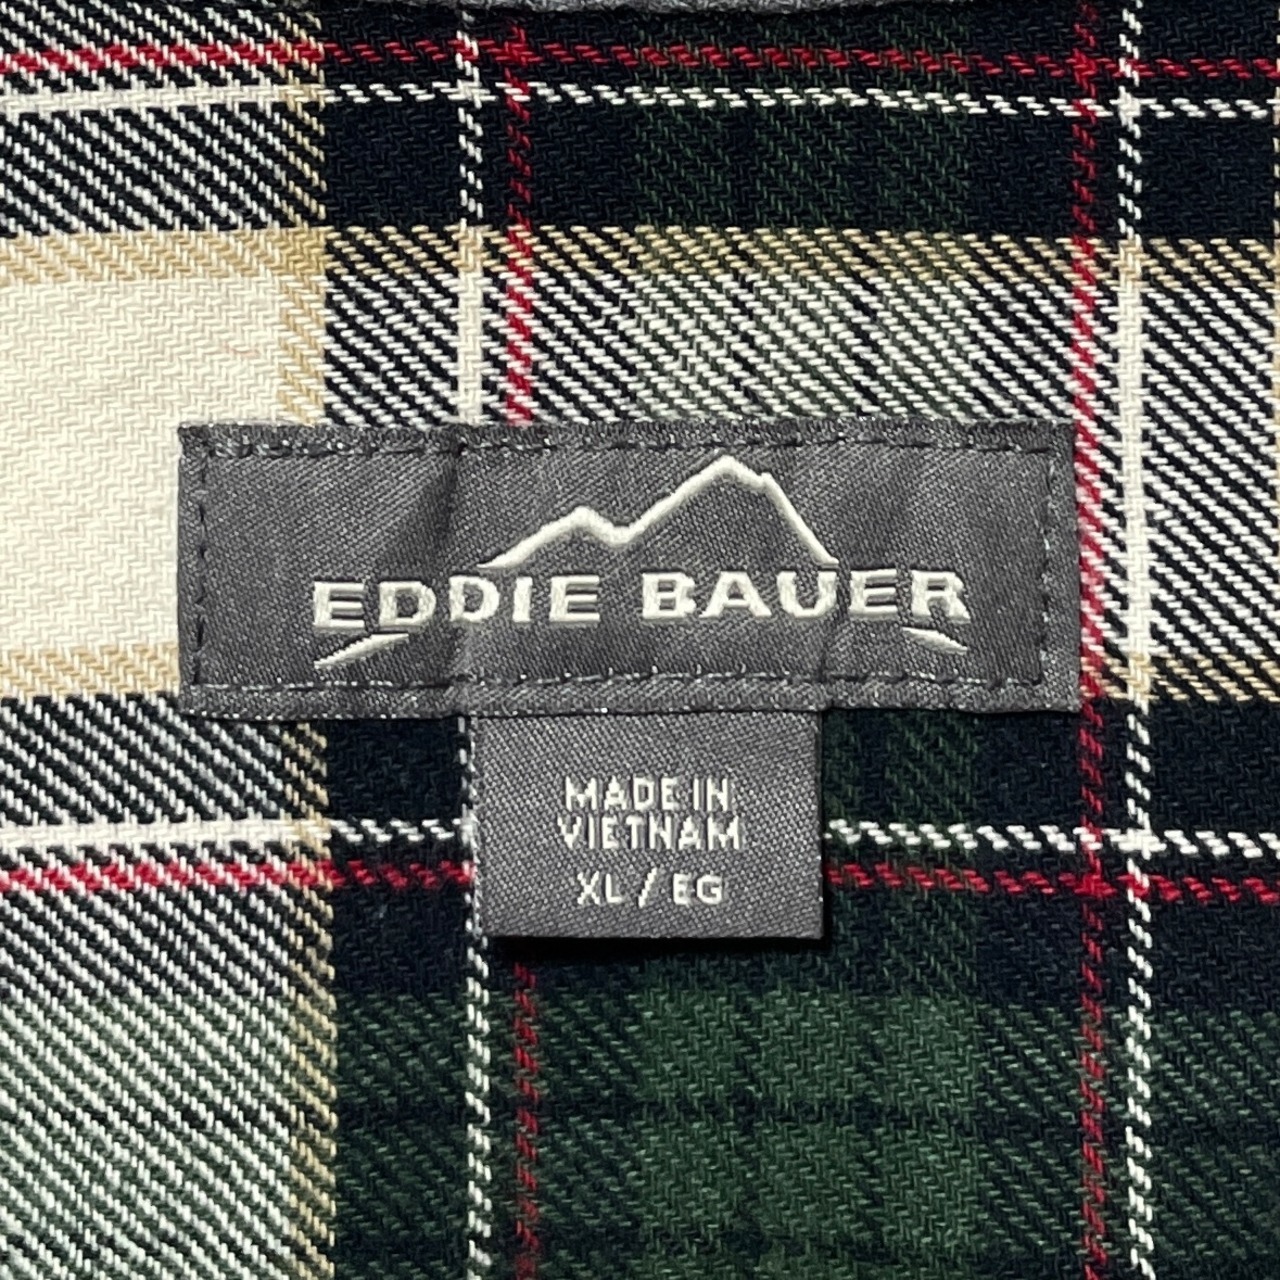 EDDIE BAUER
MADE IN
VIETNAM
XL / EG